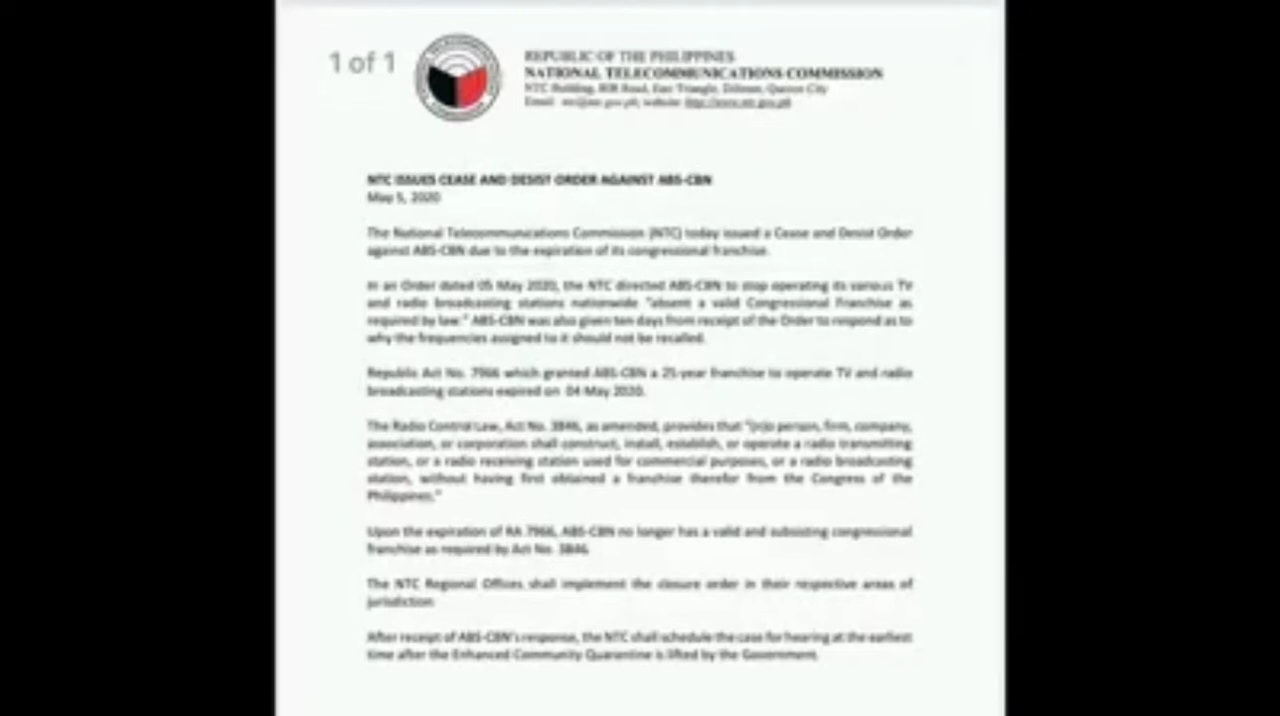 1 of 1
REPUBLIC OF THE PHILIPPINES
NATIONAL TELECOMMUNICATIONS COMMISSION
NTC Building, BIR Road, East Triangle, Diliman, Quezon City
Email: ntc@ntc.gov.ph; website: http://www.ntc.gov.ph
NTC ISSUES CEASE AND DESIST ORDER AGAINST ABS-CBN
May 5, 2020
The National Telecommunications Commission (NTC) today issued a Cease and Desist Order
against ABS-CBN due to the expiration of its congressional franchise.
In an Order dated 05 May 2020, the NTC directed ABS-CBN to stop operating its various TV
and radio broadcasting stations nationwide "absent a valid Congressional Franchise as
required by law." ABS-CBN was also given ten days from receipt of the Order to respond as to
why the frequencies assigned to it should not be recalled.
Republic Act No. 7966 which granted ABS-CBN a 25-year franchise to operate TV and radio
broadcasting stations expired on 04 May 2020.
The Radio Control Law, Act No. 3846, as amended, provides that "(n)o person, firm, company,
association, or corporation shall construct, install, establish, or operate a radio transmitting
station, or a radio receiving station used for commercial purposes, or a radio broadcasting
station, without having first obtained a franchise therefor from the Congress of the
Philippines."
Upon the expiration of RA 7966, ABS-CBN no longer has a valid and subsisting congressional
franchise as required by Act No. 3846.
The NTC Regional Offices shall implement the closure order in their respective areas of
jurisdiction.
After receipt of ABS-CBN's response, the NTC shall schedule the case for hearing at the earliest
time after the Enhanced Community Quarantine is lifted by the Government.